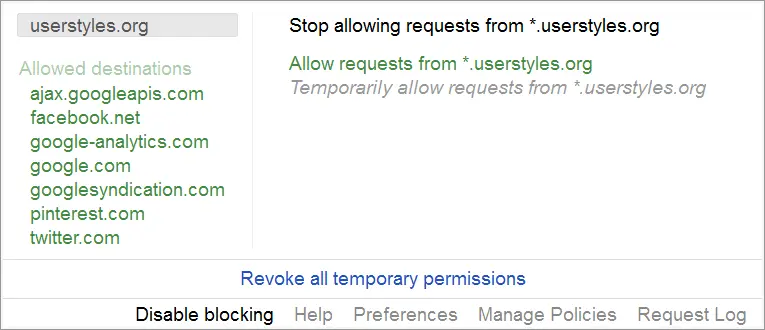 userstyles.org
Allowed destinations
ajax.googleapis.com
facebook.net
google-analytics.com
google.com
googlesyndication.com
pinterest.com
twitter.com
Stop allowing requests from *.userstyles.org
Allow requests from *.userstyles.org
Temporarily allow requests from *.userstyles.org
Revoke all temporary permissions
Disable blocking Help Preferences Manage Policies Request Log